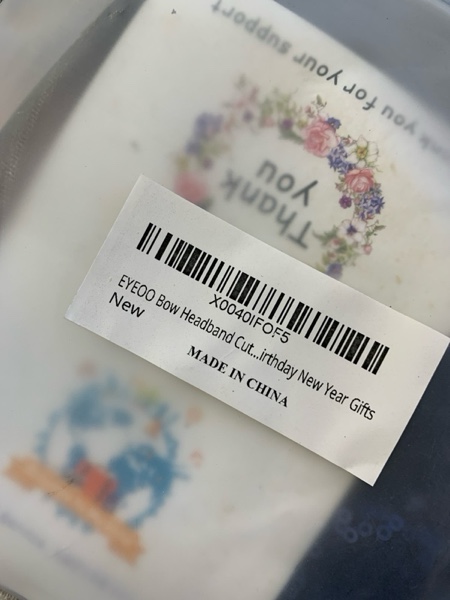 Thank you for your support
Thank
you
X0040IFOF5
EYEOO Bow Headband Cut...irthday New Year Gifts
New
MADE IN CHINA